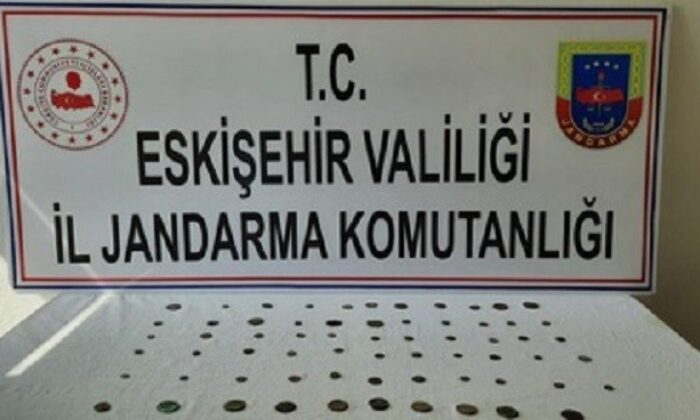 T.C.
ESKİŞEHİR VALİLİĞİ
İL JANDARMA KOMUTANLIĞI
JANDARMA